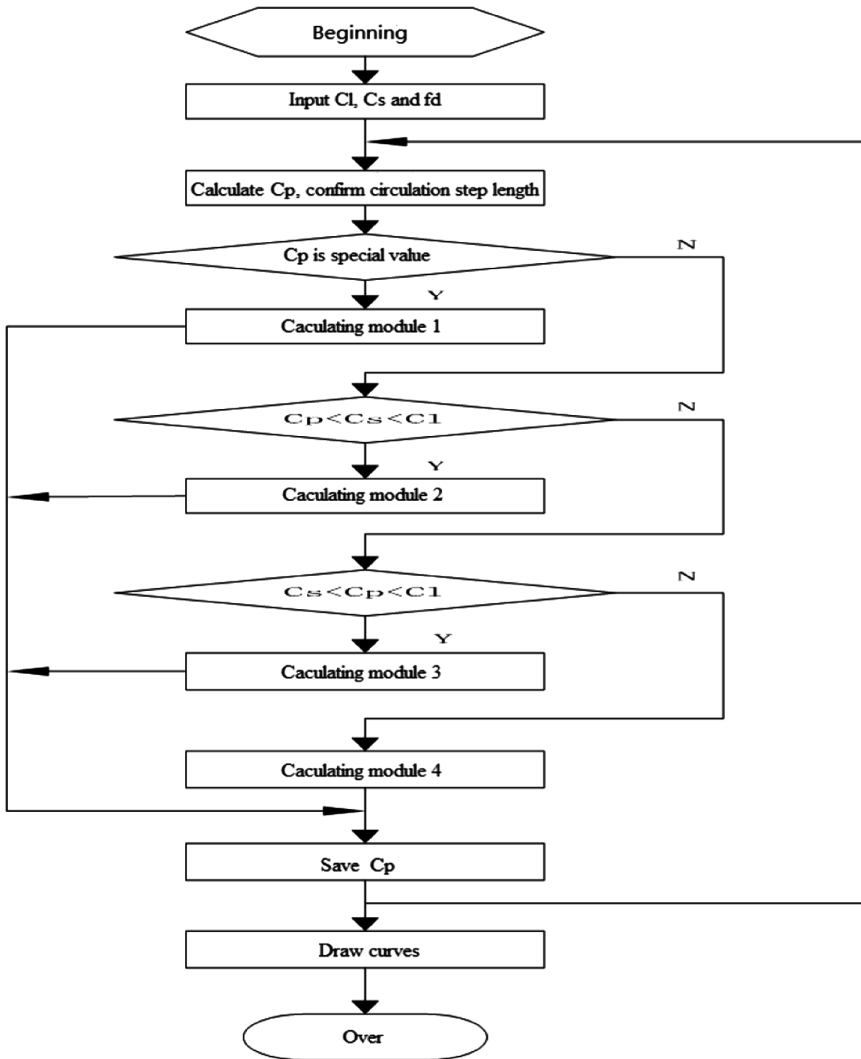 Beginning
Input Cl, Cs and fd
Calculate Cp, confirm circulation step length
Cp is special value
N
Y
Caculating module 1
Cp<Cs<Cl
N
Y
Caculating module 2
Cs<Cp<Cl
N
Y
Caculating module 3
Caculating module 4
Save Cp
Draw curves
Over